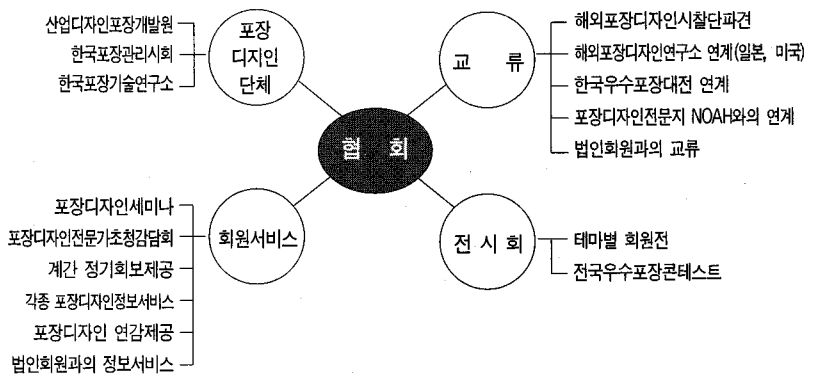 산업디자인포장개발원
한국포장관리시회
한국포장기술연구소
포장
디지인
단체
교 류
해외포장디자인시찰단파견
해외포장디자인연구소 연계(일본, 미국)
한국우수포장대전 연계
포장디자인전문지 NOAH와의 연계
법인회원과의 교류
협 회
포장디자인세미나
포장디자인전문가초청감담회
계간 정기회보제공
각종 포장디자인정보서비스
포장디자인 연감제공
법인회원과의 정보서비스
회원서비스
전 시 회
테마별 회원전
전국우수포장콘테스트